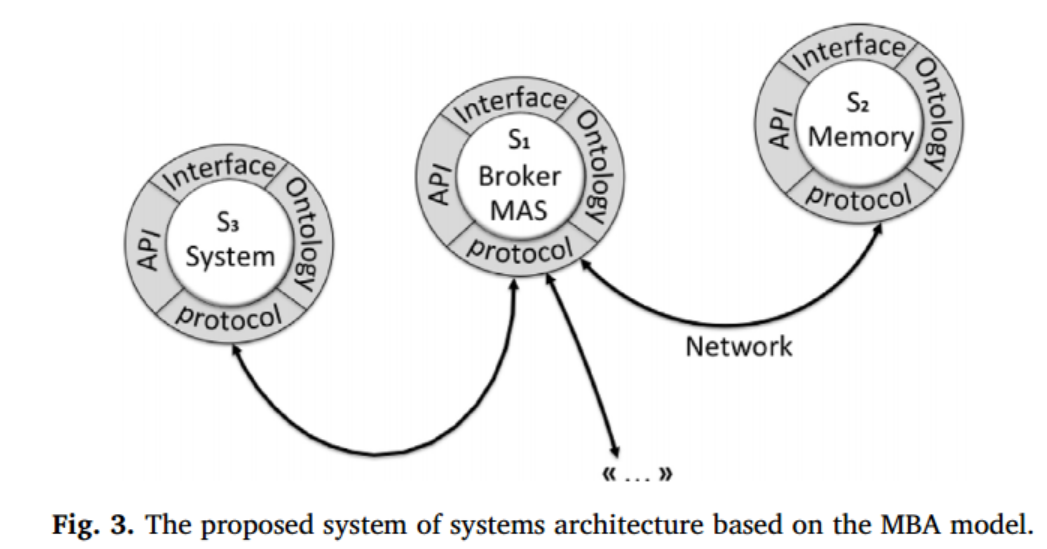 Interface
Ontology
API
protocol
S₃
System
Interface
Ontology
API
protocol
S₁
Broker
MAS
Interface
Ontology
API
protocol
S₂
Memory
Network
« ... »
Fig. 3. The proposed system of systems architecture based on the MBA model.